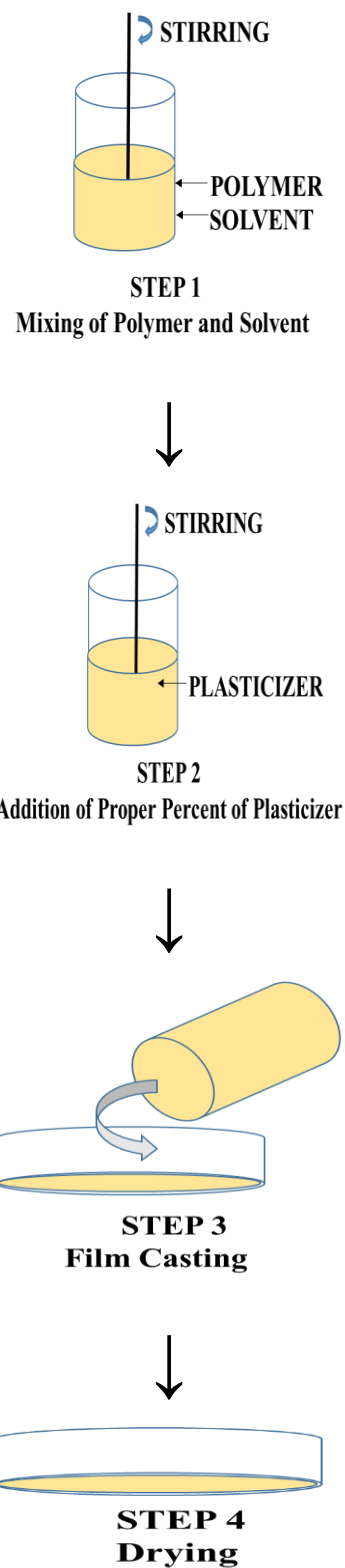 STIRRING
POLYMER
SOLVENT
STEP 1
Mixing of Polymer and Solvent
STIRRING
PLASTICIZER
STEP 2
Addition of Proper Percent of Plasticizer
STEP 3
Film Casting
STEP 4
Drying